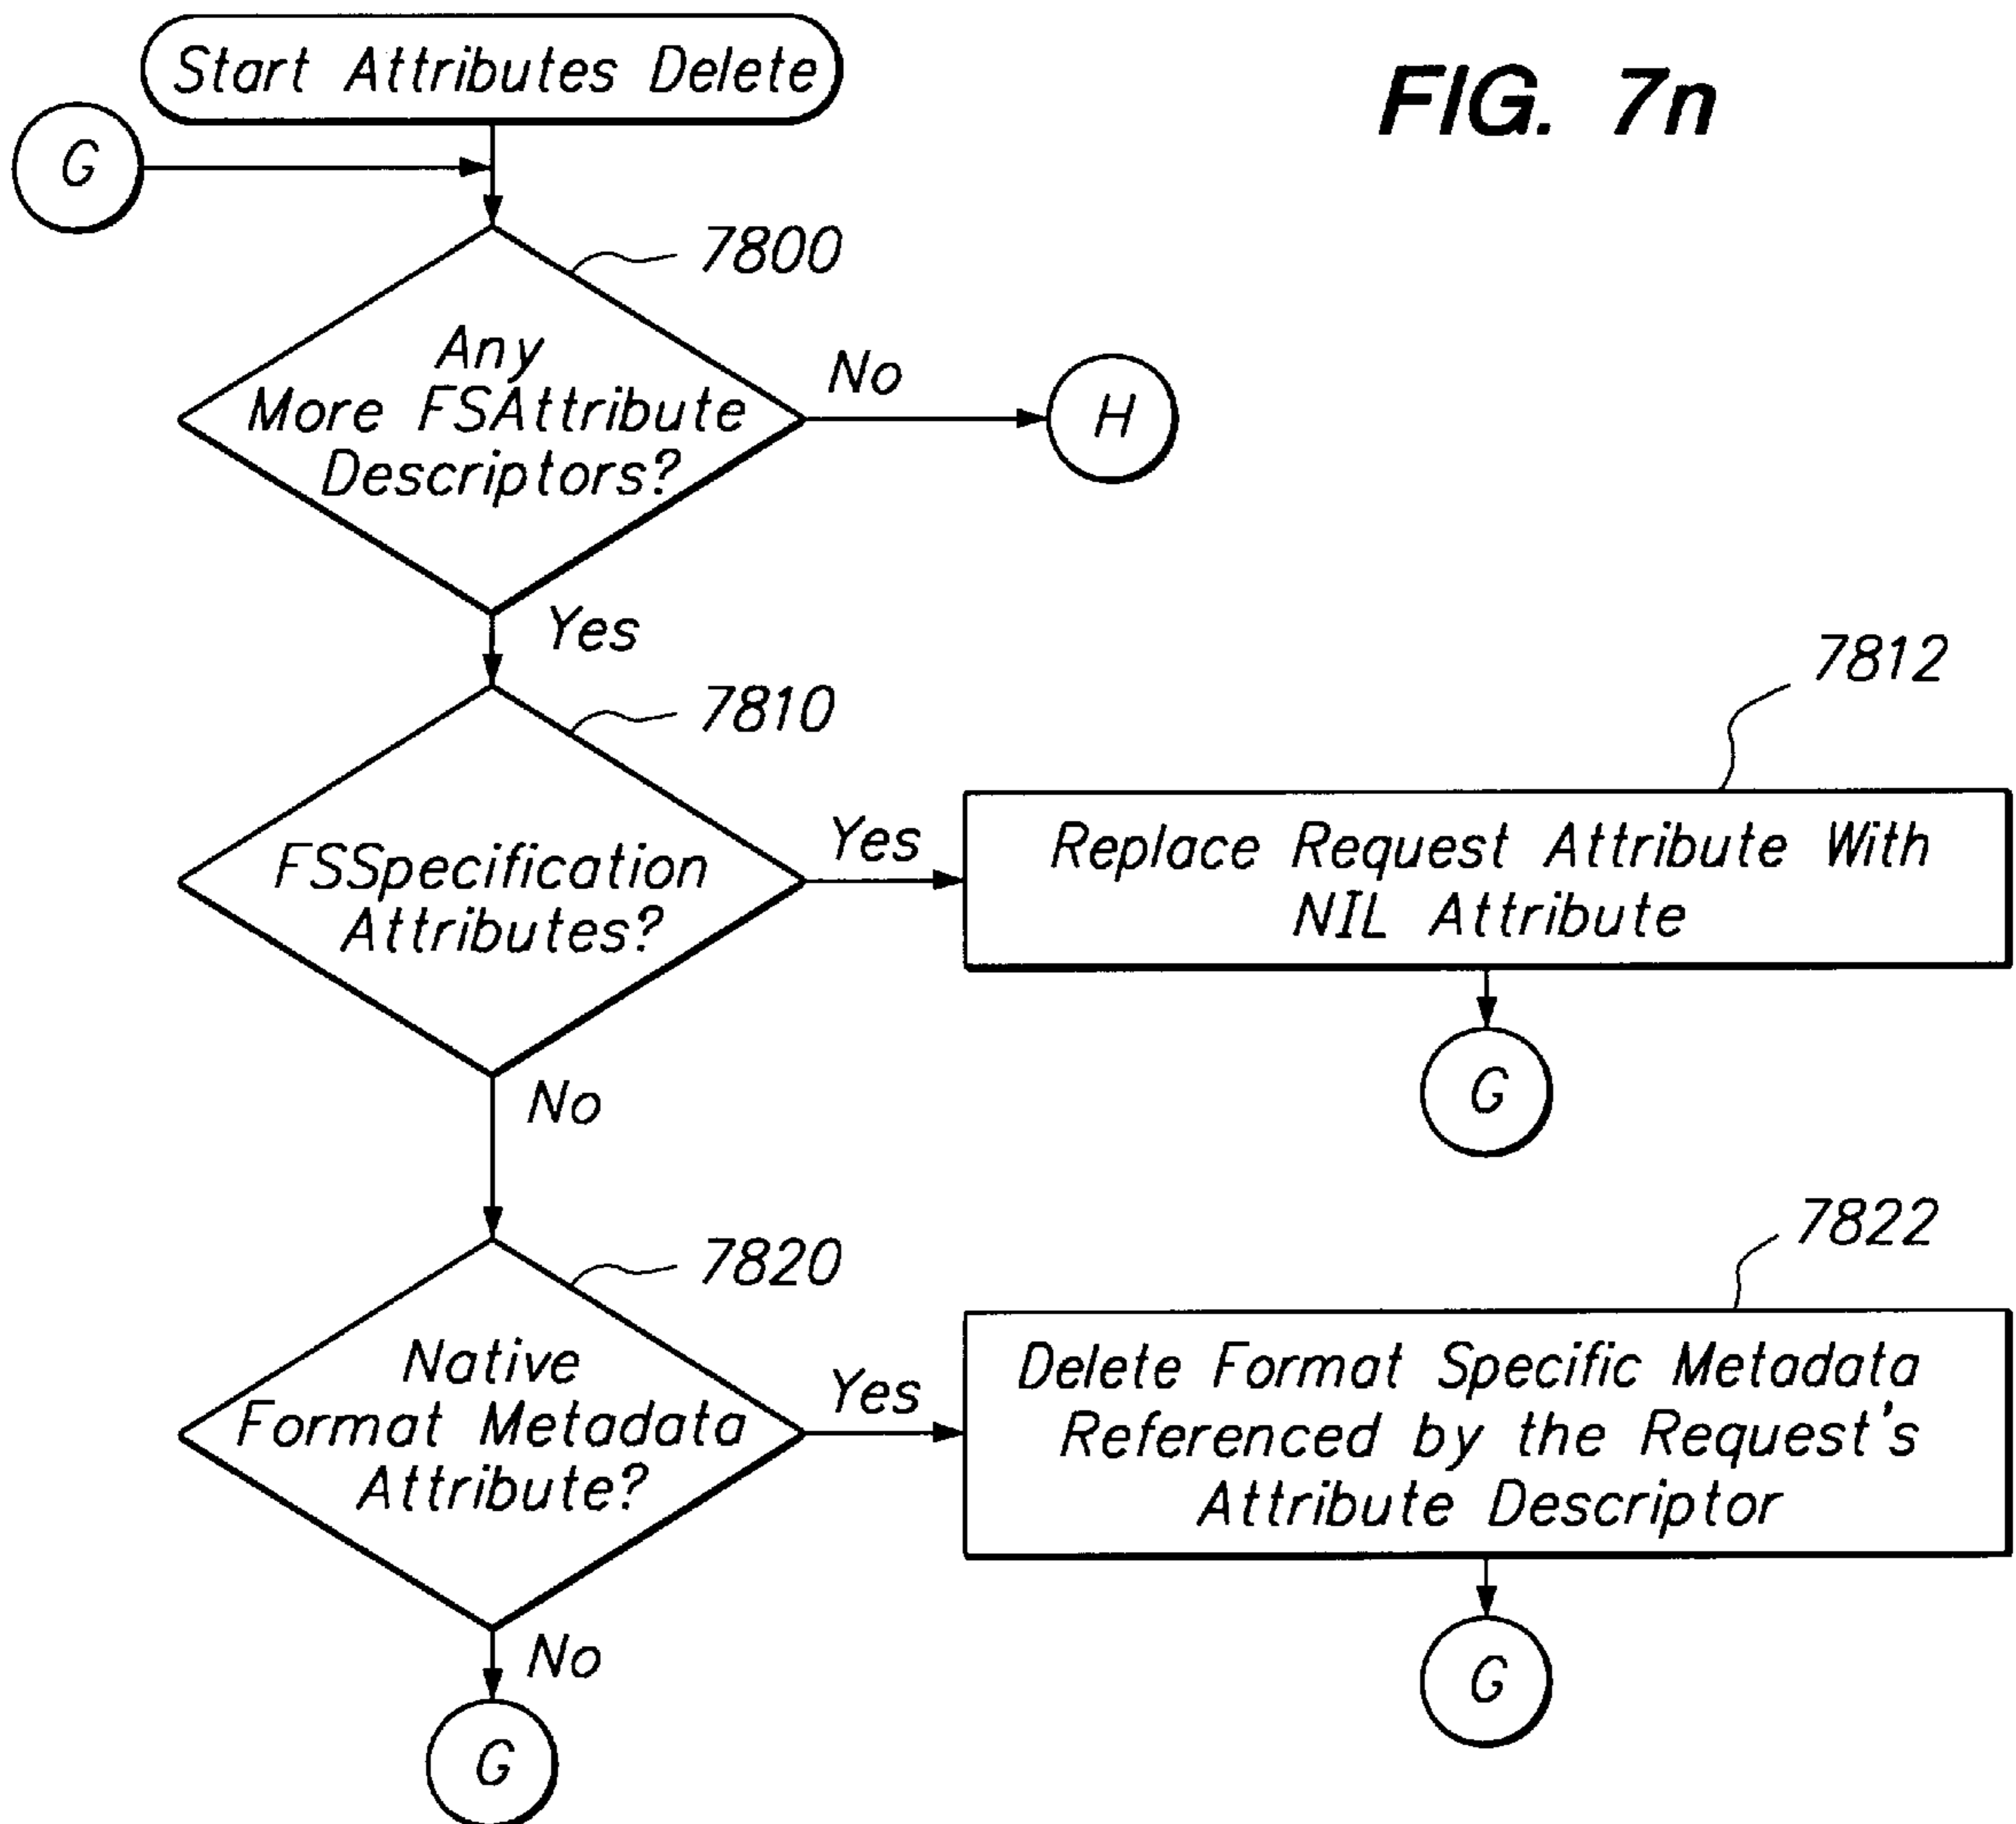 Start Attributes Delete
FIG. 7n
G
7800
Any
More FSAttribute
Descriptors?
No
H
Yes
7810
7812
FSSpecification
Attributes?
Yes
Replace Request Attribute With
NIL Attribute
G
No
7820
7822
Native
Format Metadata
Attribute?
Yes
Delete Format Specific Metadata
Referenced by the Request's
Attribute Descriptor
No
G
G